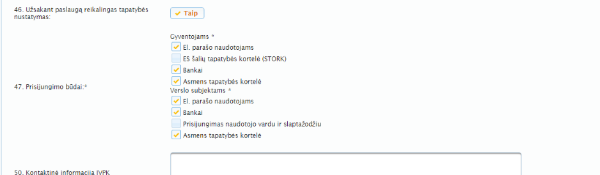 46. Užsakant paslaugą reikalingas tapatybės
nustatymas:
Taip
47. Prisijungimo būdai:*
Gyventojams *
El. parašo naudotojams
ES šalių tapatybės kortelė (STORK)
Bankai
Asmens tapatybės kortelė
Verslo subjektams *
El. parašo naudotojams
Bankai
Prisijungimas naudotojo vardu ir slaptažodžiu
Asmens tapatybės kortelė
50. Kontaktinė informacija IVPK